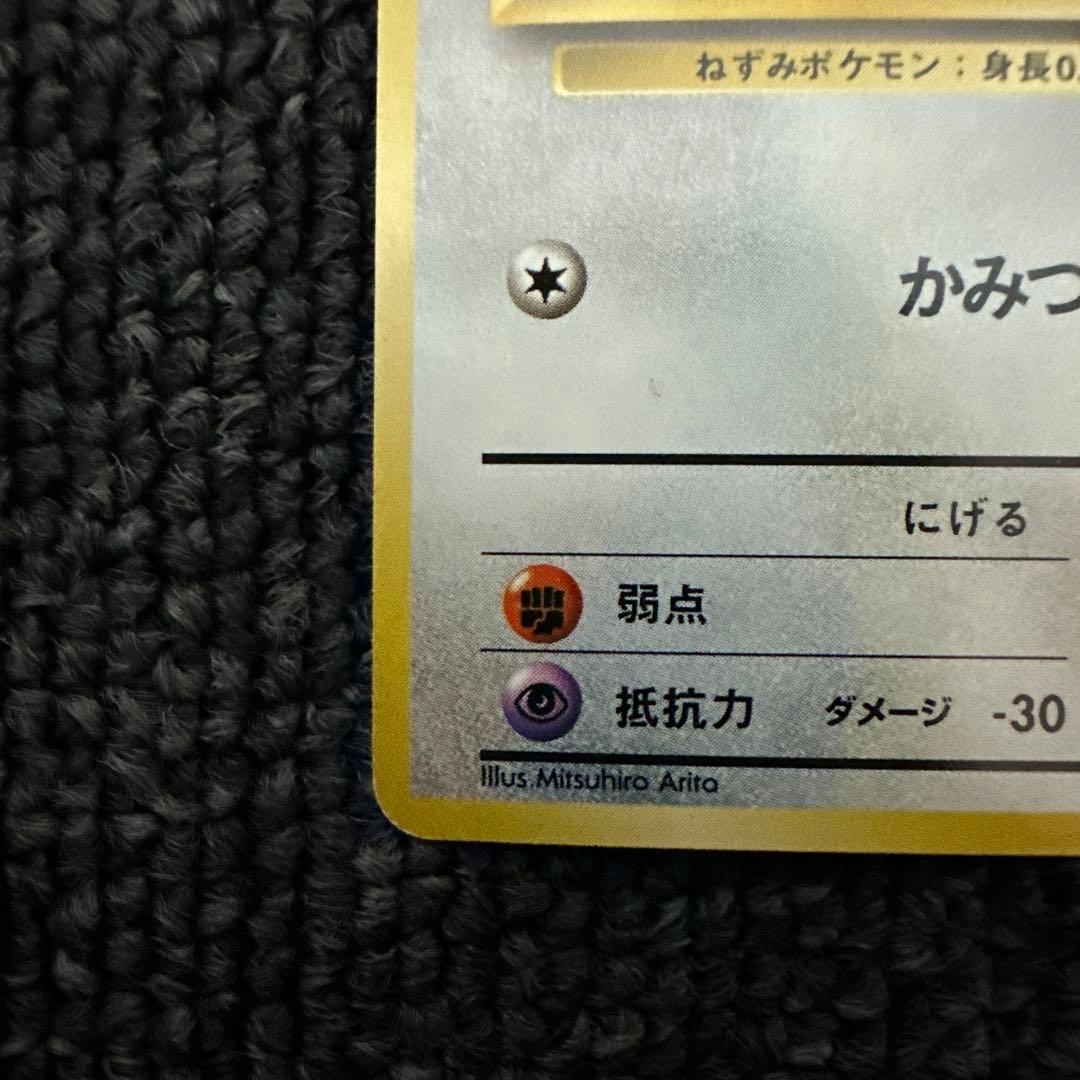 ねずみポケモン：身長0.
かみつ
にげる
弱点
抵抗力 ダメージ -30
Illus.Mitsuhiro Arita